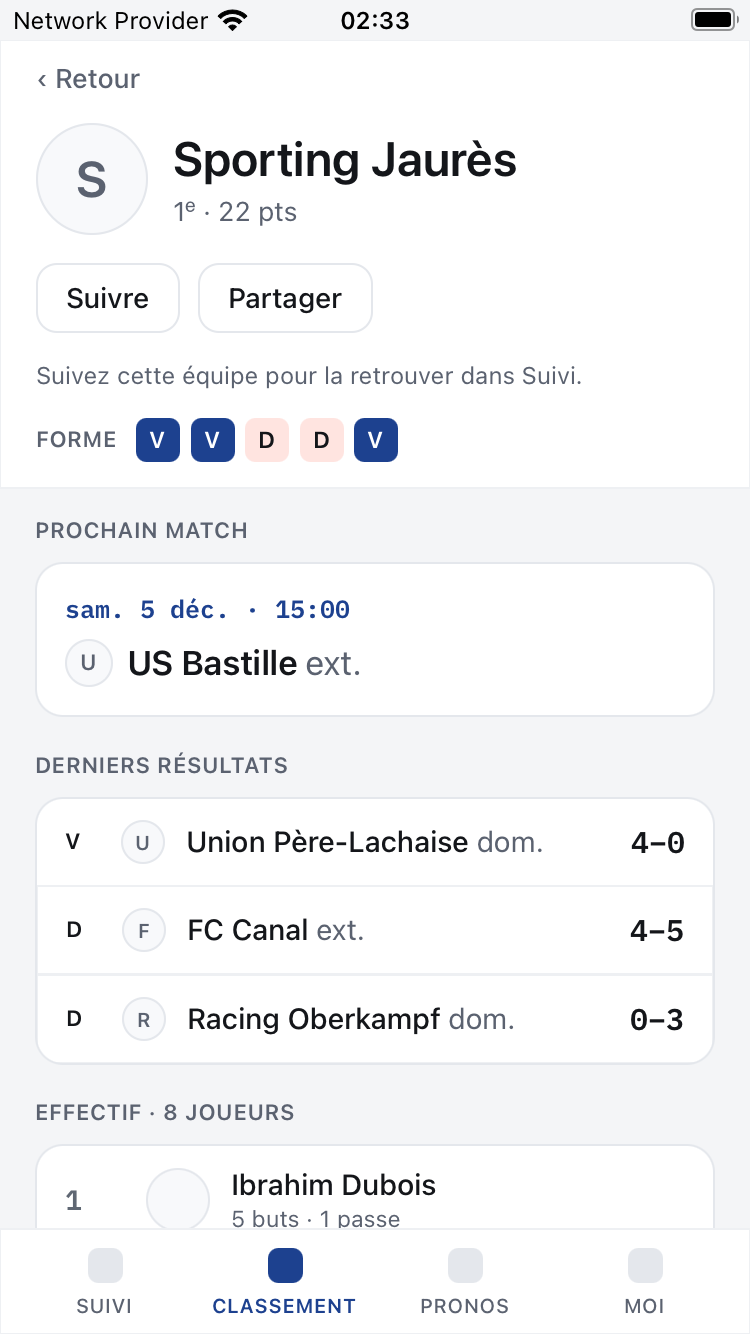 Network Provider 02:33
‹ Retour
S
Sporting Jaurès
1ᵉ · 22 pts
Suivre Partager
Suivez cette équipe pour la retrouver dans Suivi.
FORME V V D D V
PROCHAIN MATCH
sam. 5 déc. · 15:00
U US Bastille ext.
DERNIERS RÉSULTATS
V U Union Père-Lachaise dom. 4–0
D F FC Canal ext. 4–5
D R Racing Oberkampf dom. 0–3
EFFECTIF · 8 JOUEURS
1 Ibrahim Dubois
5 buts · 1 passe
SUIVI CLASSEMENT PRONOS MOI